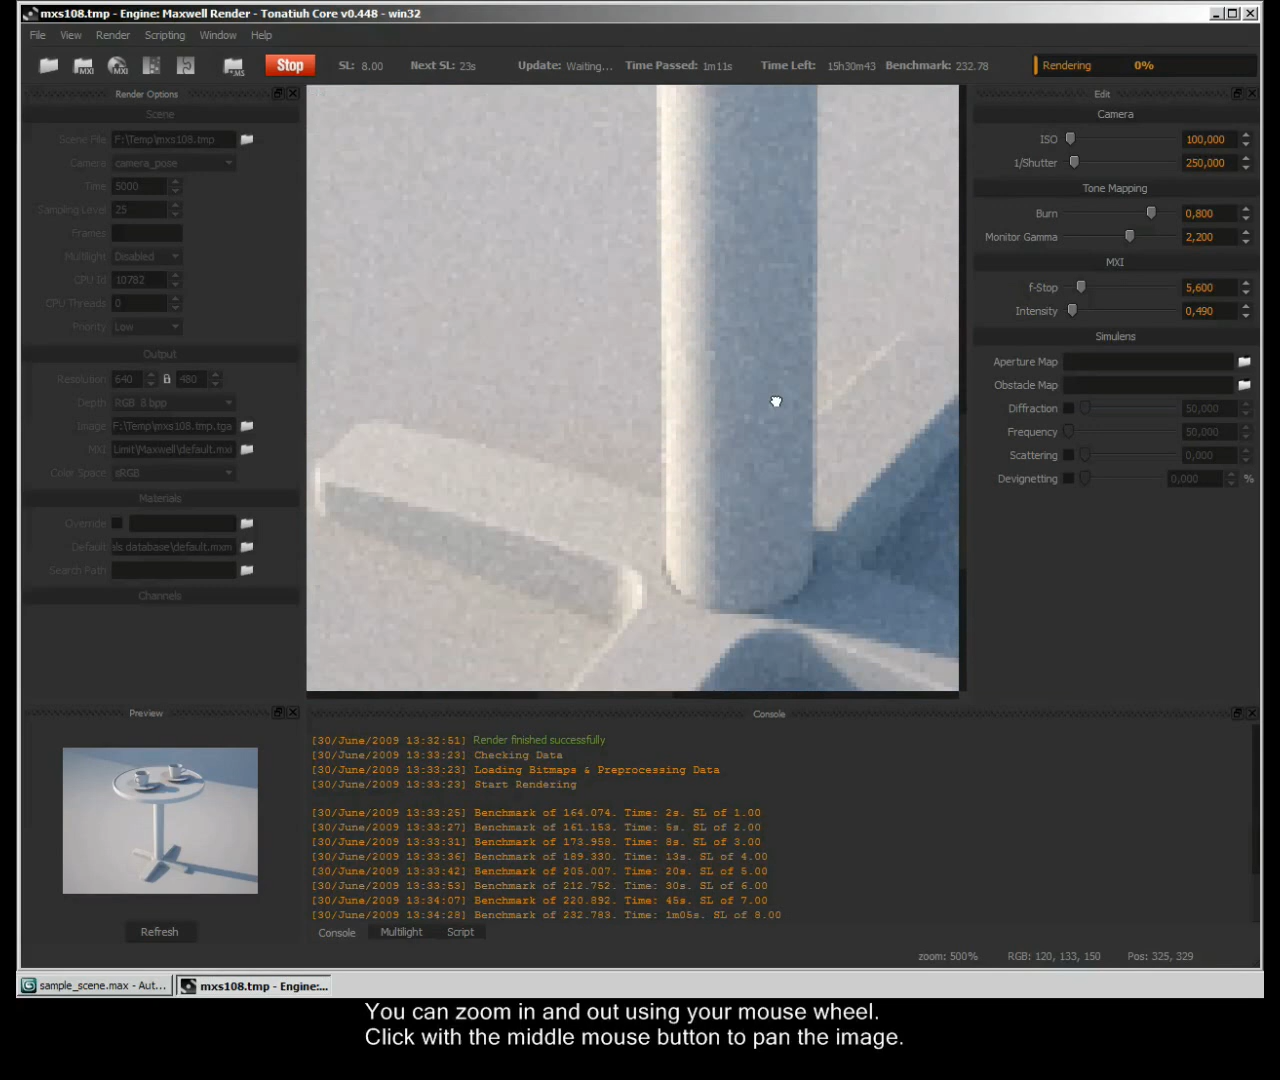 mxs108.tmp - Engine: Maxwell Render - Tonatiuh Core v0.448 - win32
File View Render Scripting Window Help
MXI MXI MS Stop SL: 8.00 Next SL: 23s Update: Waiting... Time Passed: 1m11s Time Left: 15h30m43 Benchmark: 232.78 Rendering 0%
Render Options
Scene
Scene File F:\Temp\mxs108.tmp
Camera camera_pose
Time 5000
Sampling Level 25
Frames
Multilight Disabled
CPU Id 10782
CPU Threads 0
Priority Low
Output
Resolution 640 480
Depth RGB 8 bpp
Image F:\Temp\mxs108.tmp.tga
MXI Limit\Maxwell\default.mxi
Color Space sRGB
Materials
Override
Default als database\default.mxm
Search Path
Channels
Edit
Camera
ISO 100,000
1/Shutter 250,000
Tone Mapping
Burn 0,800
Monitor Gamma 2,200
MXI
f-Stop 5,600
Intensity 0,490
Simulens
Aperture Map
Obstacle Map
Diffraction 50,000
Frequency 50,000
Scattering 0,000
Devignetting 0,000 %
Preview
Refresh
Console
[30/June/2009 13:32:51] Render finished successfully
[30/June/2009 13:33:23] Checking Data
[30/June/2009 13:33:23] Loading Bitmaps & Preprocessing Data
[30/June/2009 13:33:23] Start Rendering
[30/June/2009 13:33:25] Benchmark of 164.074. Time: 2s. SL of 1.00
[30/June/2009 13:33:27] Benchmark of 161.153. Time: 5s. SL of 2.00
[30/June/2009 13:33:31] Benchmark of 173.958. Time: 8s. SL of 3.00
[30/June/2009 13:33:36] Benchmark of 189.330. Time: 13s. SL of 4.00
[30/June/2009 13:33:42] Benchmark of 205.007. Time: 20s. SL of 5.00
[30/June/2009 13:33:53] Benchmark of 212.752. Time: 30s. SL of 6.00
[30/June/2009 13:34:07] Benchmark of 220.892. Time: 45s. SL of 7.00
[30/June/2009 13:34:28] Benchmark of 232.783. Time: 1m05s. SL of 8.00
Console Multilight Script
zoom: 500% RGB: 120, 133, 150 Pos: 325, 329
sample_scene.max - Aut... mxs108.tmp - Engine:...
You can zoom in and out using your mouse wheel.
Click with the middle mouse button to pan the image.